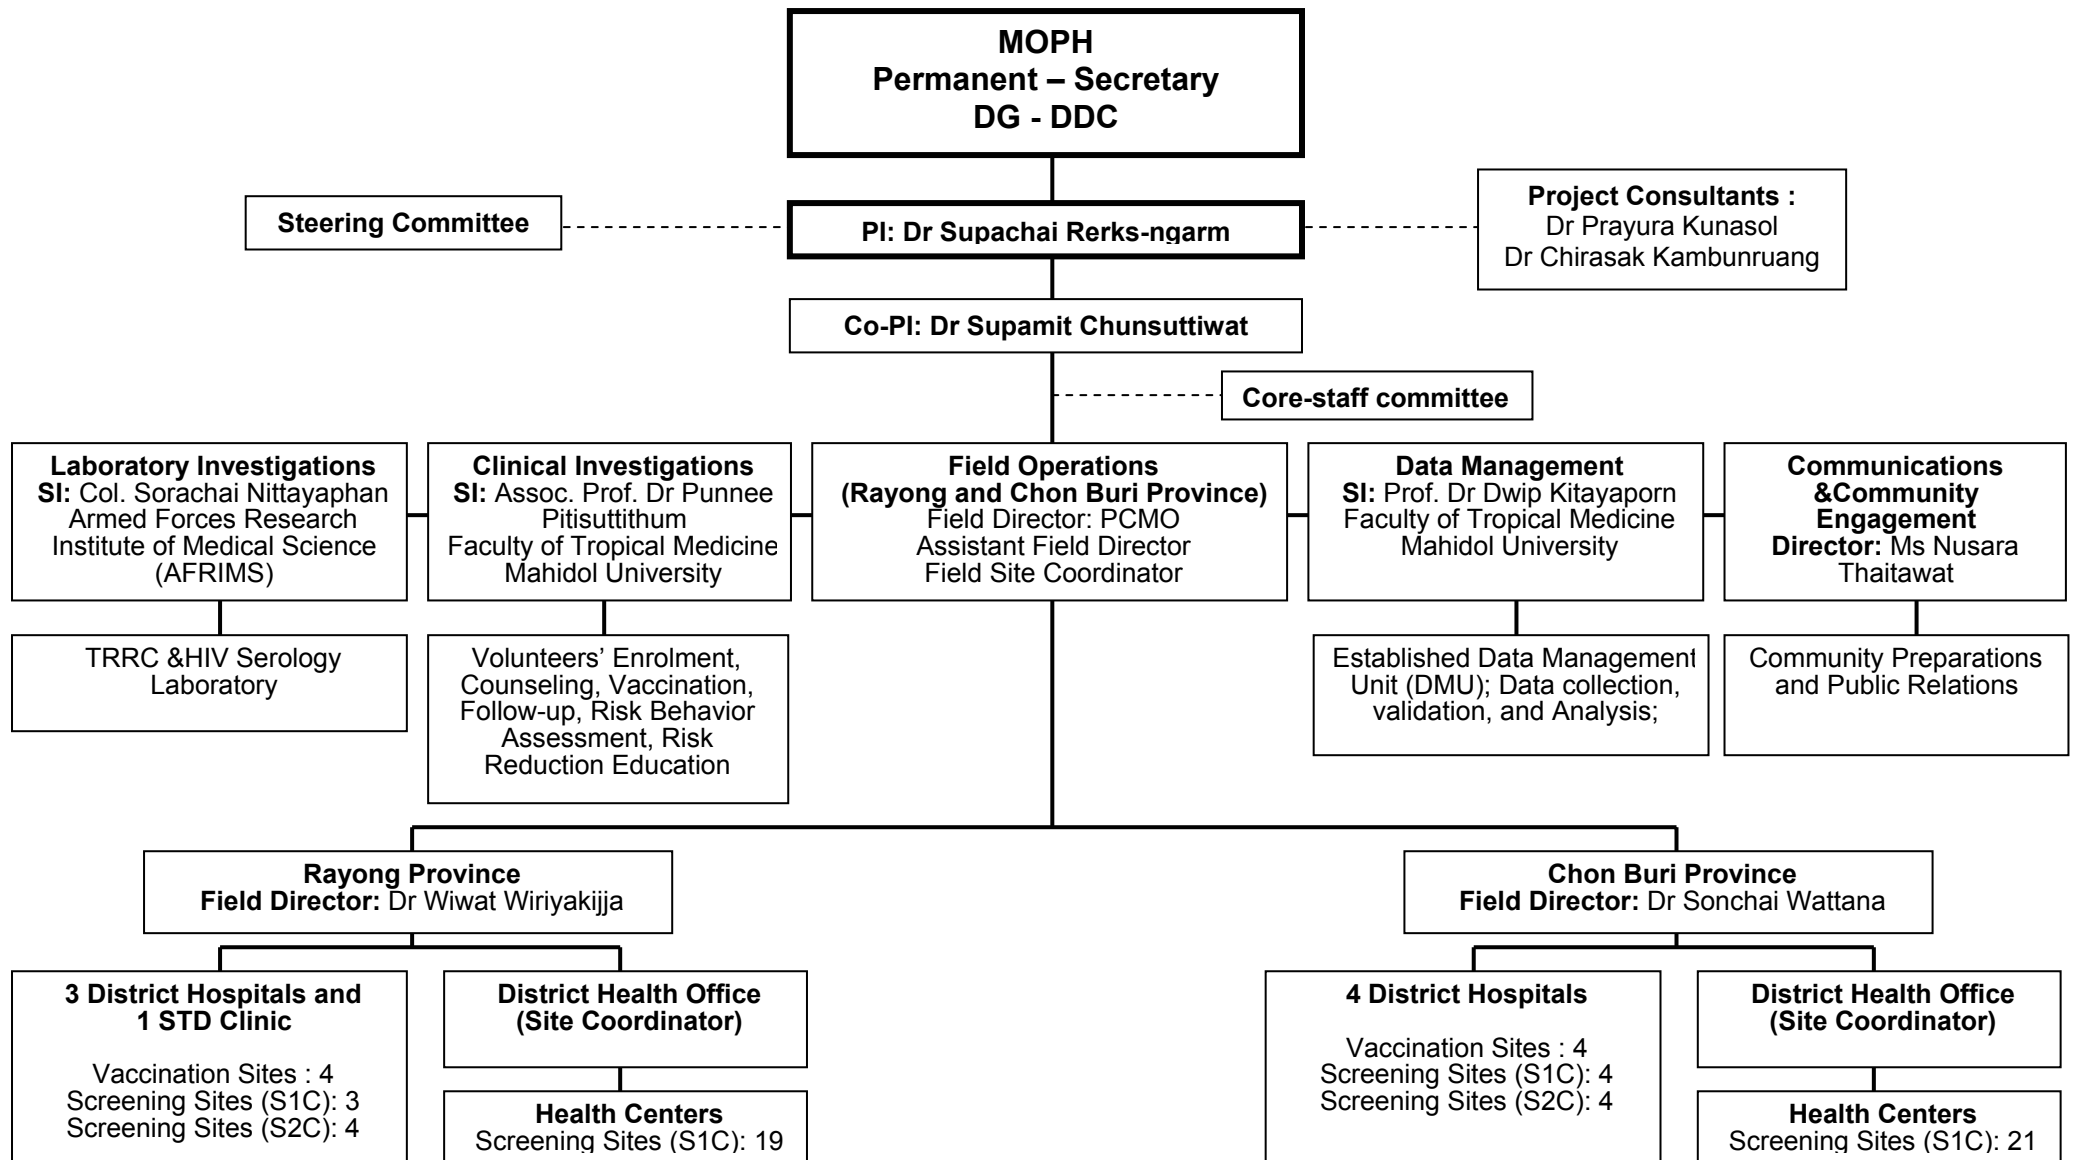 MOPH
Permanent – Secretary
DG - DDC
Steering Committee
PI: Dr Supachai Rerks-ngarm
Project Consultants :
Dr Prayura Kunasol
Dr Chirasak Kambunruang
Co-PI: Dr Supamit Chunsuttiwat
Core-staff committee
Laboratory Investigations
SI: Col. Sorachai Nittayaphan
Armed Forces Research
Institute of Medical Science
(AFRIMS)
Clinical Investigations
SI: Assoc. Prof. Dr Punnee
Pitisuttithum
Faculty of Tropical Medicine
Mahidol University
Field Operations
(Rayong and Chon Buri Province)
Field Director: PCMO
Assistant Field Director
Field Site Coordinator
Data Management
SI: Prof. Dr Dwip Kitayaporn
Faculty of Tropical Medicine
Mahidol University
Communications
&Community
Engagement
Director: Ms Nusara
Thaitawat
TRRC &HIV Serology
Laboratory
Volunteers’ Enrolment,
Counseling, Vaccination,
Follow-up, Risk Behavior
Assessment, Risk
Reduction Education
Established Data Management
Unit (DMU); Data collection,
validation, and Analysis;
Community Preparations
and Public Relations
Rayong Province
Field Director: Dr Wiwat Wiriyakijja
Chon Buri Province
Field Director: Dr Sonchai Wattana
3 District Hospitals and
1 STD Clinic
Vaccination Sites : 4
Screening Sites (S1C): 3
Screening Sites (S2C): 4
District Health Office
(Site Coordinator)
Health Centers
Screening Sites (S1C): 19
4 District Hospitals
Vaccination Sites : 4
Screening Sites (S1C): 4
Screening Sites (S2C): 4
District Health Office
(Site Coordinator)
Health Centers
Screening Sites (S1C): 21